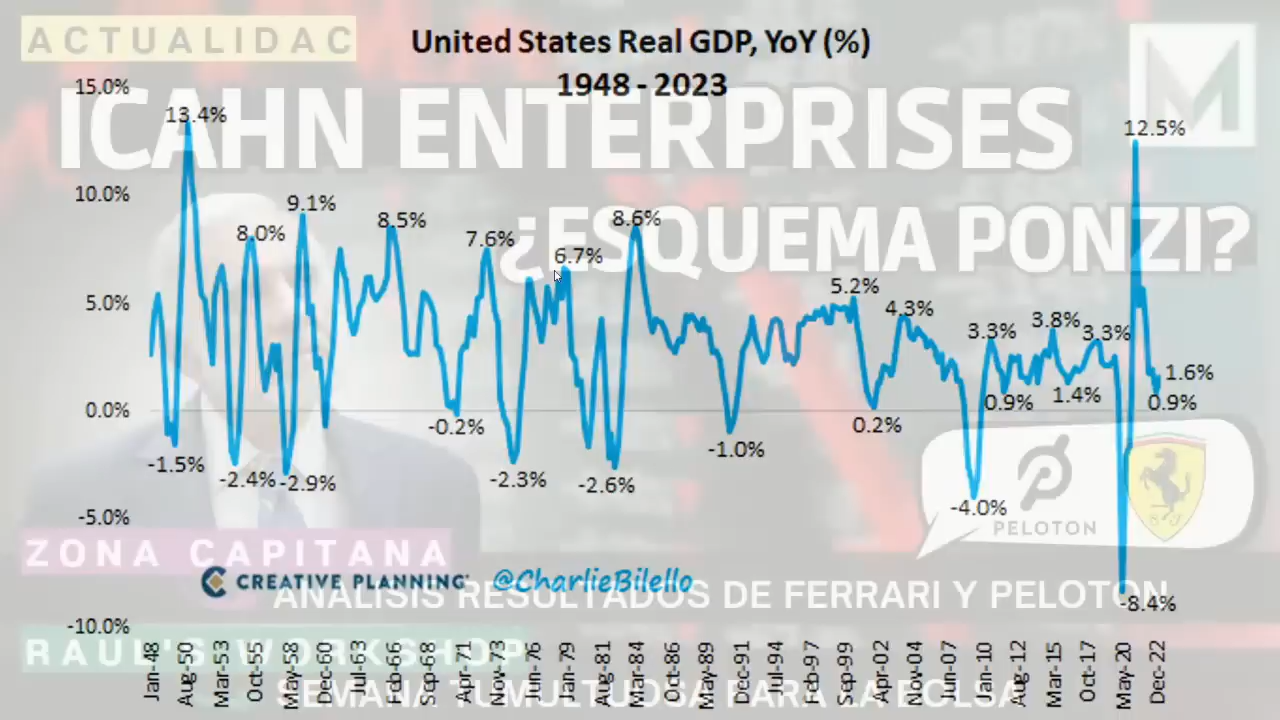 ACTUALIDAD
United States Real GDP, YoY (%)
1948 - 2023
ICAHN ENTERPRISES
¿ESQUEMA PONZI?
15.0%
10.0%
5.0%
0.0%
-5.0%
-10.0%
13.4%
12.5%
9.1%
8.0%
8.5%
7.6%
6.7%
8.6%
5.2%
4.3%
3.3%
3.8%
3.3%
1.6%
0.9%
1.4%
0.9%
-0.2%
0.2%
-1.0%
-1.5%
-2.4%
-2.9%
-2.3%
-2.6%
-4.0%
-8.4%
PELOTON
ZONA CAPITANA
CREATIVE PLANNING
@CharlieBilello
ANÁLISIS RESULTADOS DE FERRARI Y PELOTON
RAUL'S WORKSHOP
SEMANA TUMULTUOSA PARA LA BOLSA
Jan-48
Aug-50
Mar-53
Oct-55
May-58
Dec-60
Jul-63
Feb-66
Sep-68
Apr-71
Nov-73
Jun-76
Jan-79
Aug-81
Mar-84
Oct-86
May-89
Dec-91
Jul-94
Feb-97
Sep-99
Apr-02
Nov-04
Jun-07
Jan-10
Aug-12
Mar-15
Oct-17
May-20
Dec-22